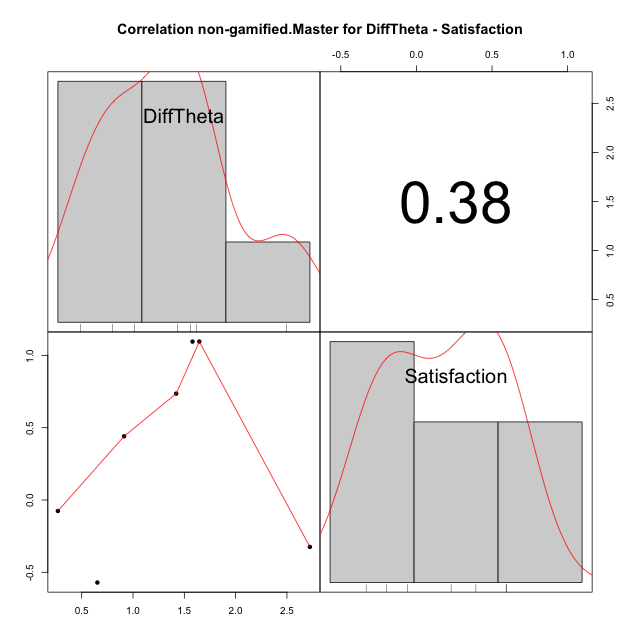 Correlation non-gamified.Master for DiffTheta - Satisfaction
-0.5 0.0 0.5 1.0
DiffTheta
0.38
2.5
2.0
1.5
1.0
0.5
Satisfaction
1.0
0.5
0.0
-0.5
0.5 1.0 1.5 2.0 2.5